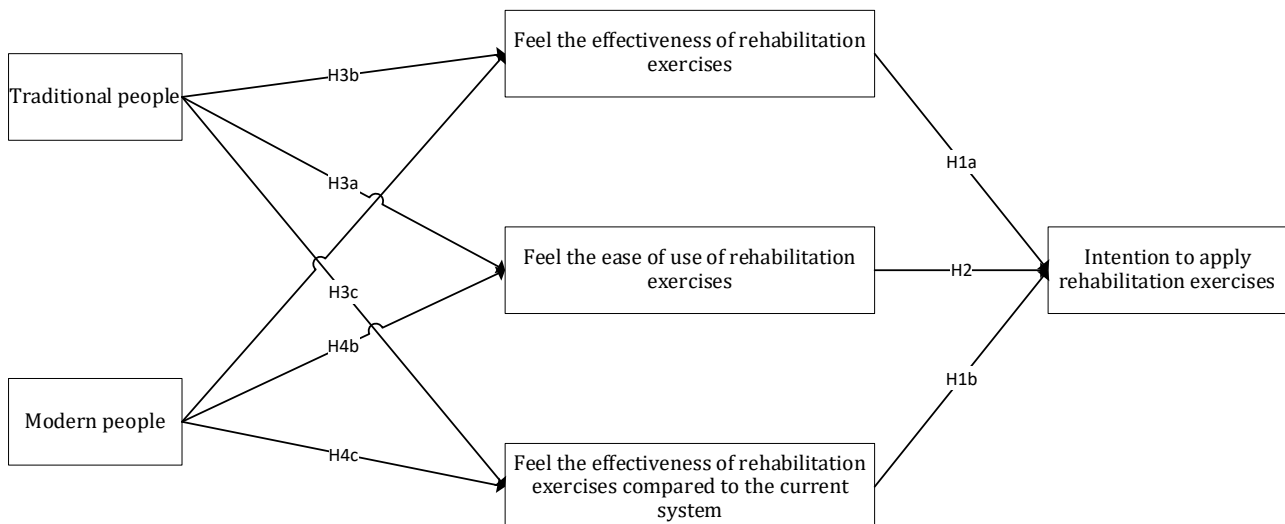 Feel the effectiveness of rehabilitation
exercises
Traditional people
H3b
H1a
H3a
Feel the ease of use of rehabilitation
exercises
H2
Intention to apply
rehabilitation exercises
H3c
H4b
H1b
Modern people
H4c
Feel the effectiveness of rehabilitation
exercises compared to the current
system